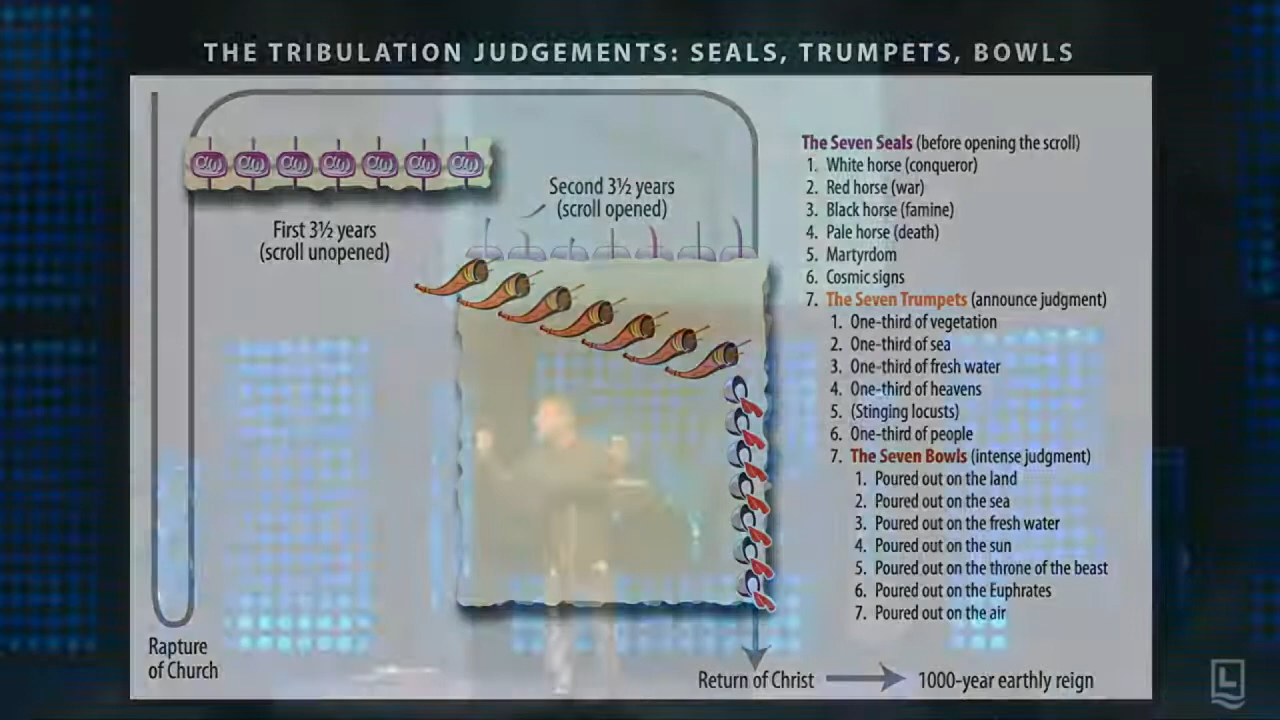 THE TRIBULATION JUDGEMENTS: SEALS, TRUMPETS, BOWLS
αω αω αω αω αω αω αω
First 3½ years
(scroll unopened)
Second 3½ years
(scroll opened)
Rapture
of Church
Return of Christ
1000-year earthly reign
The Seven Seals (before opening the scroll)
1. White horse (conqueror)
2. Red horse (war)
3. Black horse (famine)
4. Pale horse (death)
5. Martyrdom
6. Cosmic signs
7. The Seven Trumpets (announce judgment)
1. One-third of vegetation
2. One-third of sea
3. One-third of fresh water
4. One-third of heavens
5. (Stinging locusts)
6. One-third of people
7. The Seven Bowls (intense judgment)
1. Poured out on the land
2. Poured out on the sea
3. Poured out on the fresh water
4. Poured out on the sun
5. Poured out on the throne of the beast
6. Poured out on the Euphrates
7. Poured out on the air
L